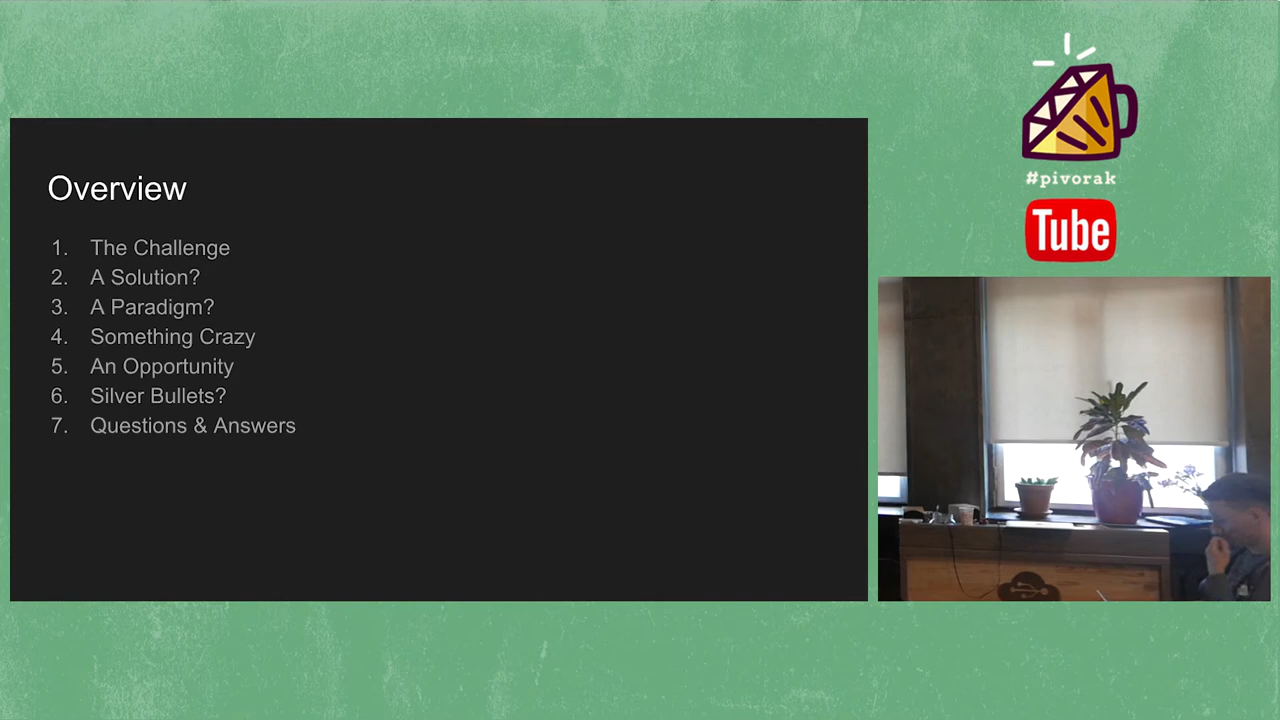 Overview
1. The Challenge
2. A Solution?
3. A Paradigm?
4. Something Crazy
5. An Opportunity
6. Silver Bullets?
7. Questions & Answers
#pivorak
Tube